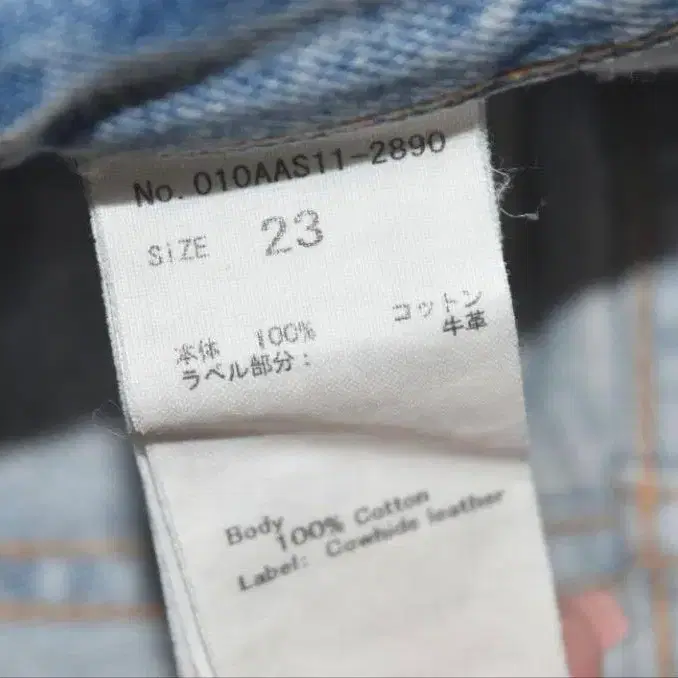 No. 010AAS11-2890
SiZE 23
本体 100% コットン
ラベル部分: 牛革
Body
100% Cotton
Label: Cowhide leather